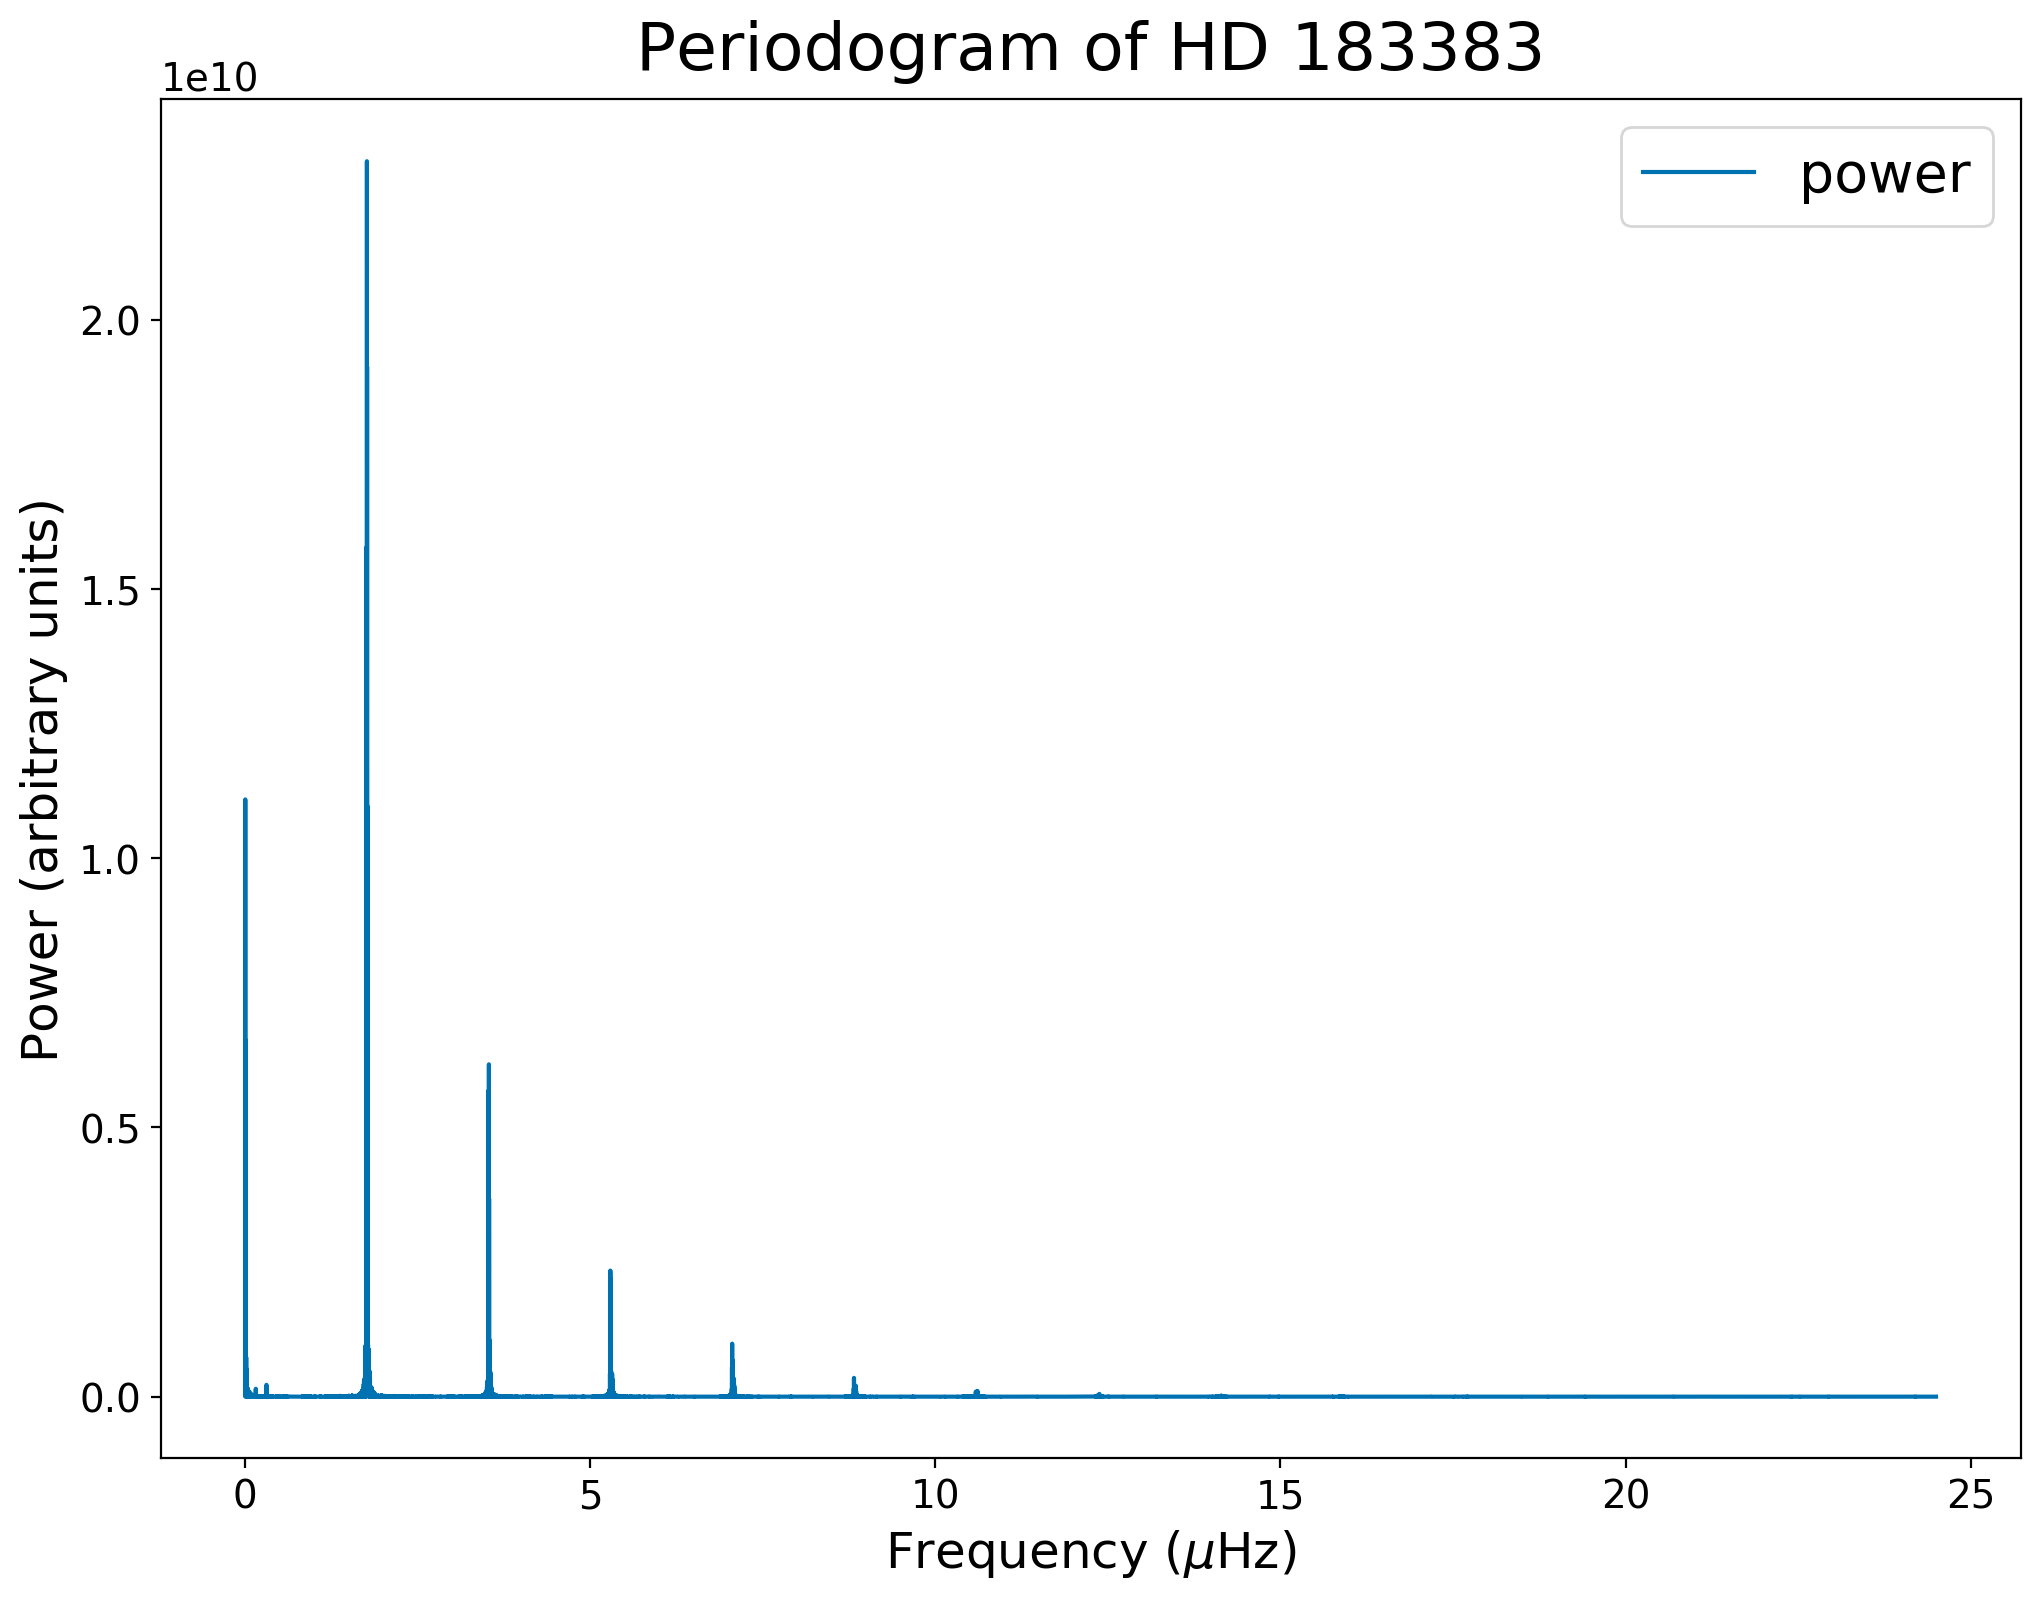 Periodogram of HD 183383
1e10
power
2.0
1.5
1.0
0.5
0.0
Power (arbitrary units)
0 5 10 15 20 25
Frequency (μHz)